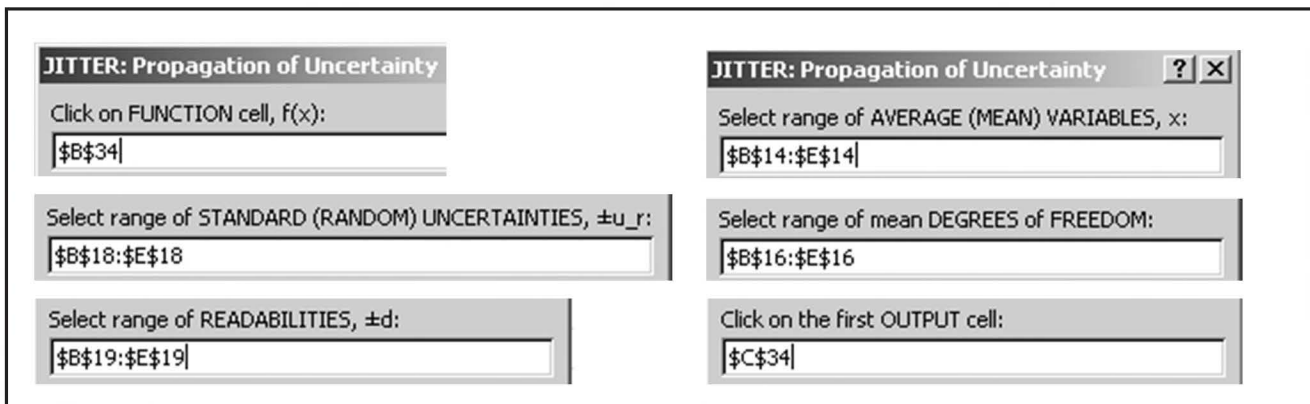 JITTER: Propagation of Uncertainty
Click on FUNCTION cell, f(x):
$B$34
JITTER: Propagation of Uncertainty
Select range of AVERAGE (MEAN) VARIABLES, x:
$B$14:$E$14
Select range of STANDARD (RANDOM) UNCERTAINTIES, ±u_r:
$B$18:$E$18
Select range of mean DEGREES of FREEDOM:
$B$16:$E$16
Select range of READABILITIES, ±d:
$B$19:$E$19
Click on the first OUTPUT cell:
$C$34